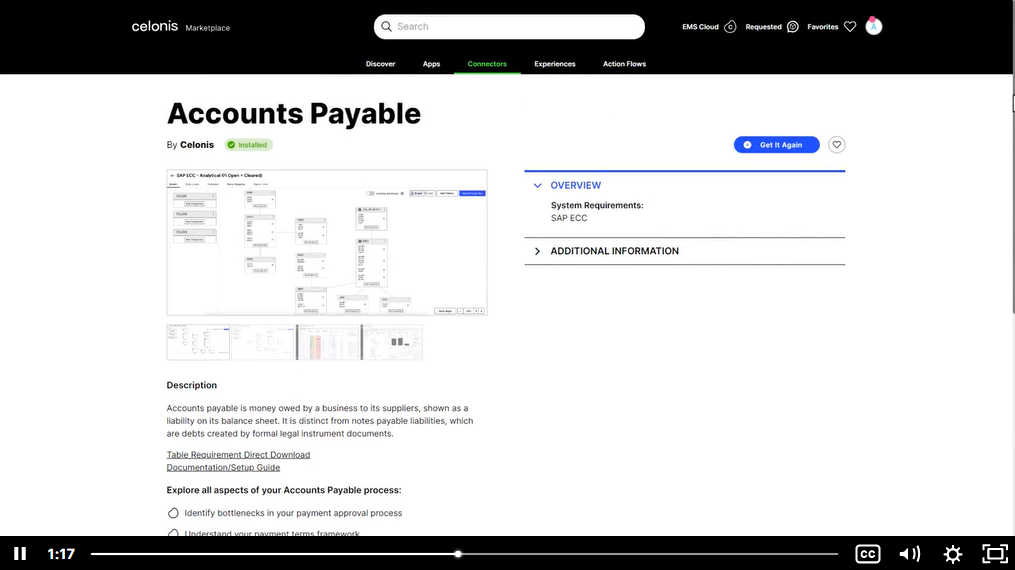 celonis Marketplace
Search
EMS Cloud
Requested
Favorites
A
Discover
Apps
Connectors
Experiences
Action Flows
Accounts Payable
By Celonis
Installed
Get It Again
← SAP ECC - Analytical (FI Open + Cleared)
OVERVIEW
System Requirements:
SAP ECC
ADDITIONAL INFORMATION
Description
Accounts payable is money owed by a business to its suppliers, shown as a
liability on its balance sheet. It is distinct from notes payable liabilities, which
are debts created by formal legal instrument documents.
Table Requirement Direct Download
Documentation/Setup Guide
Explore all aspects of your Accounts Payable process:
Identify bottlenecks in your payment approval process
Understand your payment terms framework
1:17
CC